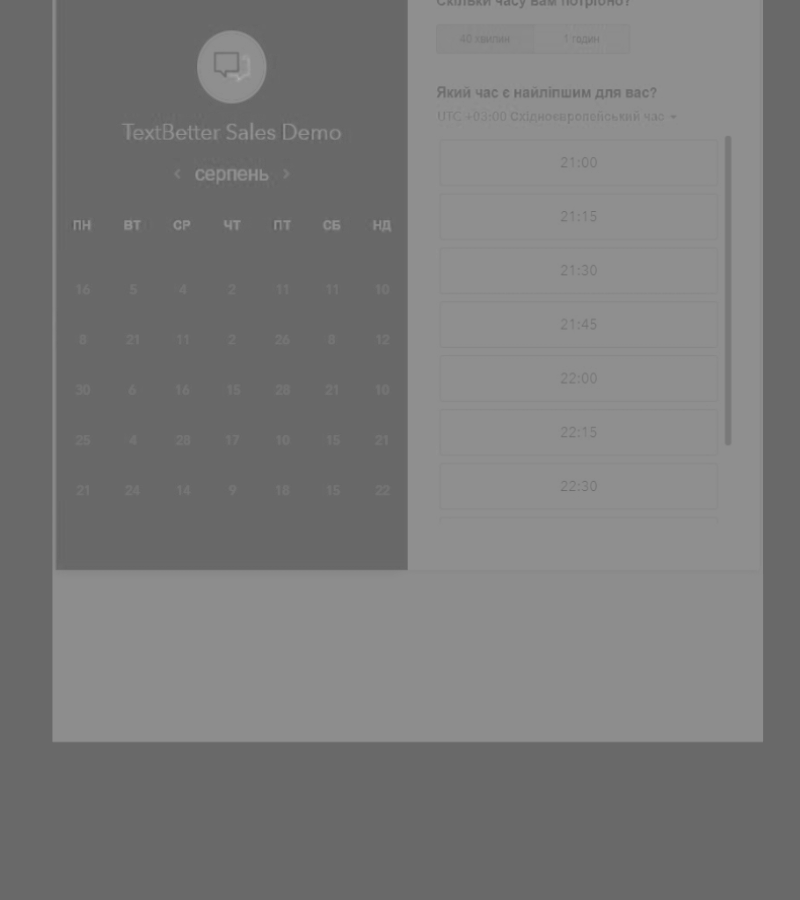 TextBetter Sales Demo
серпень
ПН ВТ СР ЧТ ПТ СБ НД
16 5 4 2 11 11 10
8 21 11 2 26 8 12
30 6 16 15 28 21 10
25 4 28 17 10 15 21
21 24 14 9 18 15 22
Скільки часу вам потрібно?
40 хвилин 1 годин
Який час є найліпшим для вас?
UTC +03:00 Східноєвропейський час
21:00
21:15
21:30
21:45
22:00
22:15
22:30